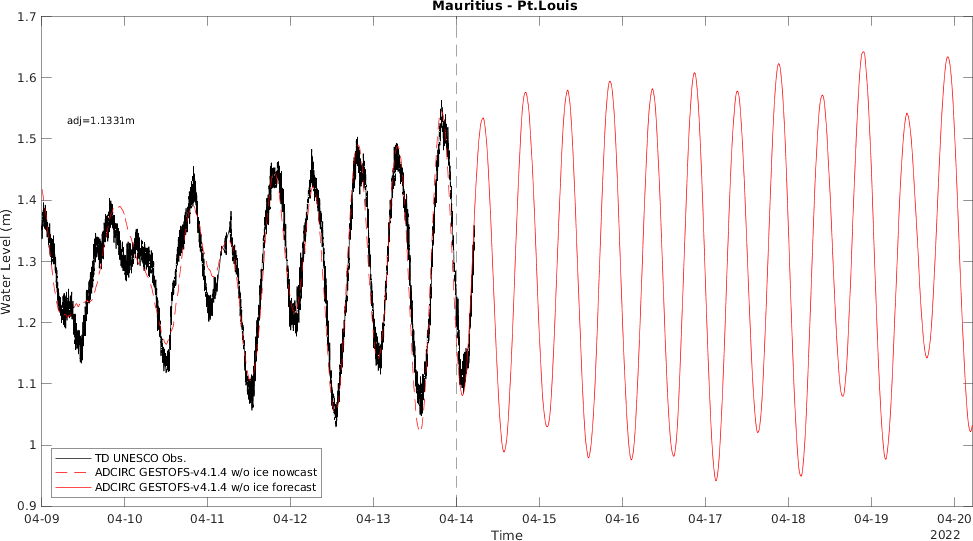 Mauritius - Pt.Louis
1.7
1.6
1.5
1.4
1.3
1.2
1.1
1
0.9
Water Level (m)
adj=1.1331m
TD UNESCO Obs.
ADCIRC GESTOFS-v4.1.4 w/o ice nowcast
ADCIRC GESTOFS-v4.1.4 w/o ice forecast
04-09 04-10 04-11 04-12 04-13 04-14 04-15 04-16 04-17 04-18 04-19 04-20
Time
2022